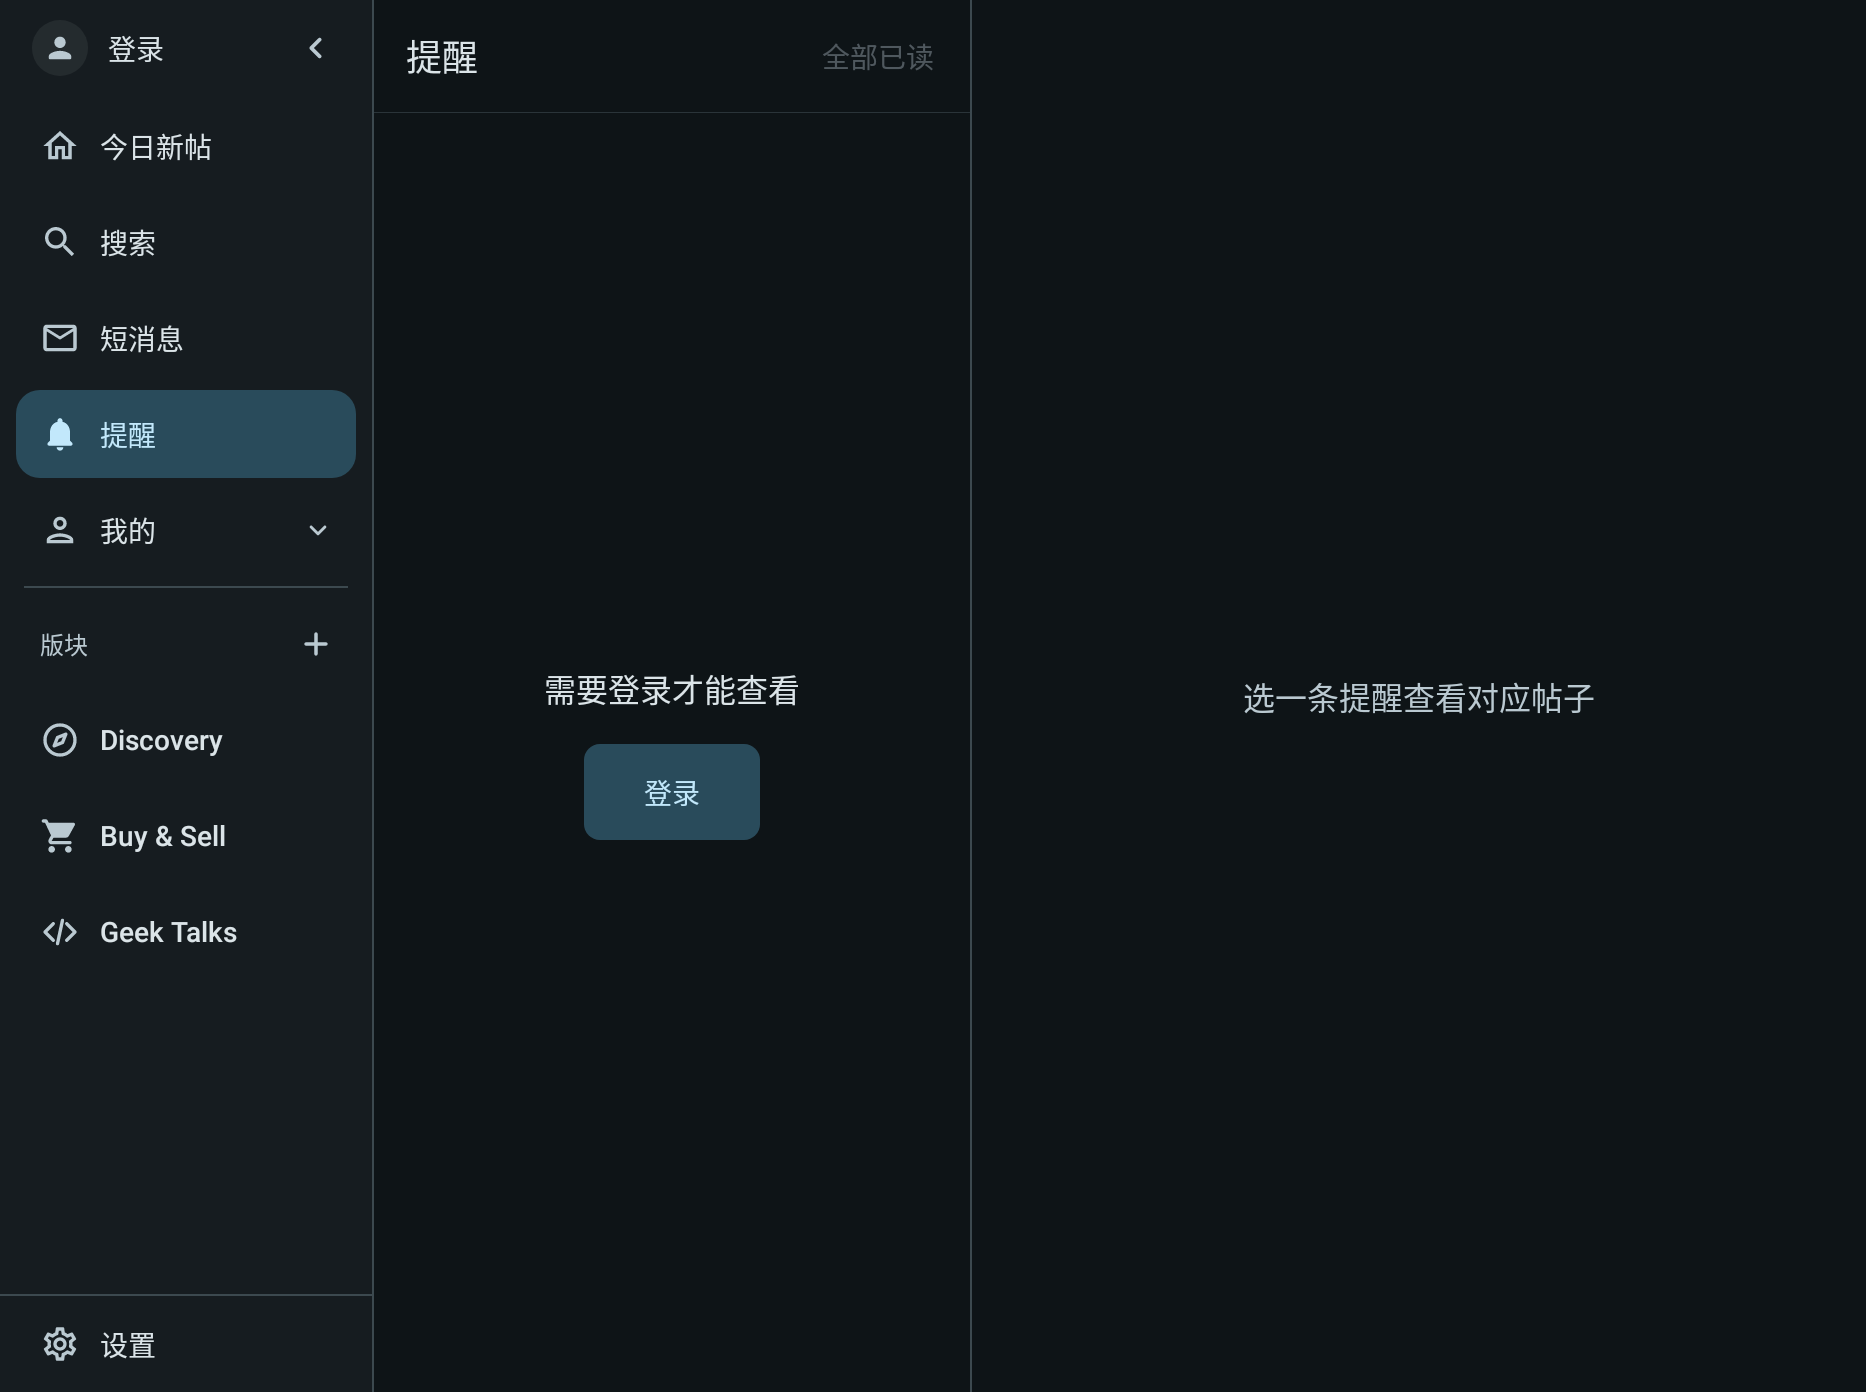 登录
今日新帖
搜索
短消息
提醒
我的
版块
Discovery
Buy & Sell
Geek Talks
设置
提醒
全部已读
需要登录才能查看
登录
选一条提醒查看对应帖子